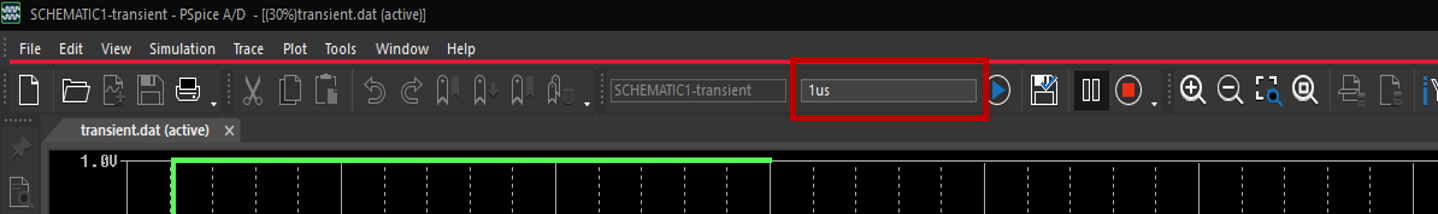 SCHEMATIC1-transient - PSpice A/D - [(30%)transient.dat (active)]
File Edit View Simulation Trace Plot Tools Window Help
SCHEMATIC1-transient 1us
transient.dat (active)
1.0V